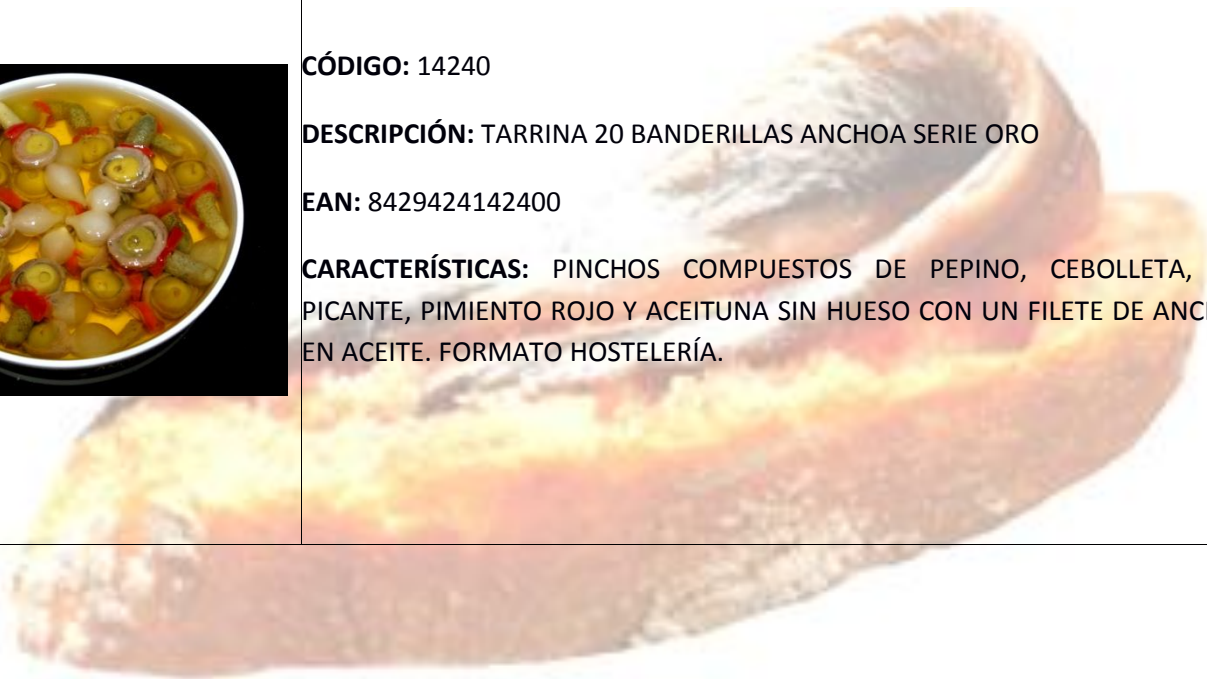 CÓDIGO: 14240
DESCRIPCIÓN: TARRINA 20 BANDERILLAS ANCHOA SERIE ORO
EAN: 8429424142400
CARACTERÍSTICAS: PINCHOS COMPUESTOS DE PEPINO, CEBOLLETA,
PICANTE, PIMIENTO ROJO Y ACEITUNA SIN HUESO CON UN FILETE DE
EN ACEITE. FORMATO HOSTELERÍA.